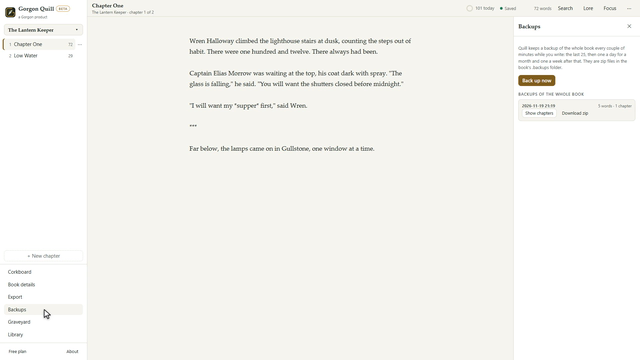 Gorgon Quill BETA
a Gorgon product
The Lantern Keeper
1 Chapter One 72
2 Low Water 29
+ New chapter
Corkboard
Book details
Export
Backups
Graveyard
Library
Free plan About
Chapter One
The Lantern Keeper · chapter 1 of 2
101 today Saved 72 words Search Lore Focus
Wren Halloway climbed the lighthouse stairs at dusk, counting the steps out of
habit. There were one hundred and twelve. There always had been.
Captain Elias Morrow was waiting at the top, his coat dark with spray. "The
glass is falling," he said. "You will want the shutters closed before midnight."
"I will want my *supper* first," said Wren.
***
Far below, the lamps came on in Gullstone, one window at a time.
Backups
Quill keeps a backup of the whole book every couple of
minutes while you write: the last 25, then one a day for a
month and one a week after that. They are zip files in the
book's backups folder.
Back up now
BACKUPS OF THE WHOLE BOOK
2026-11-19 23:19 5 words · 1 chapter
Show chapters Download zip